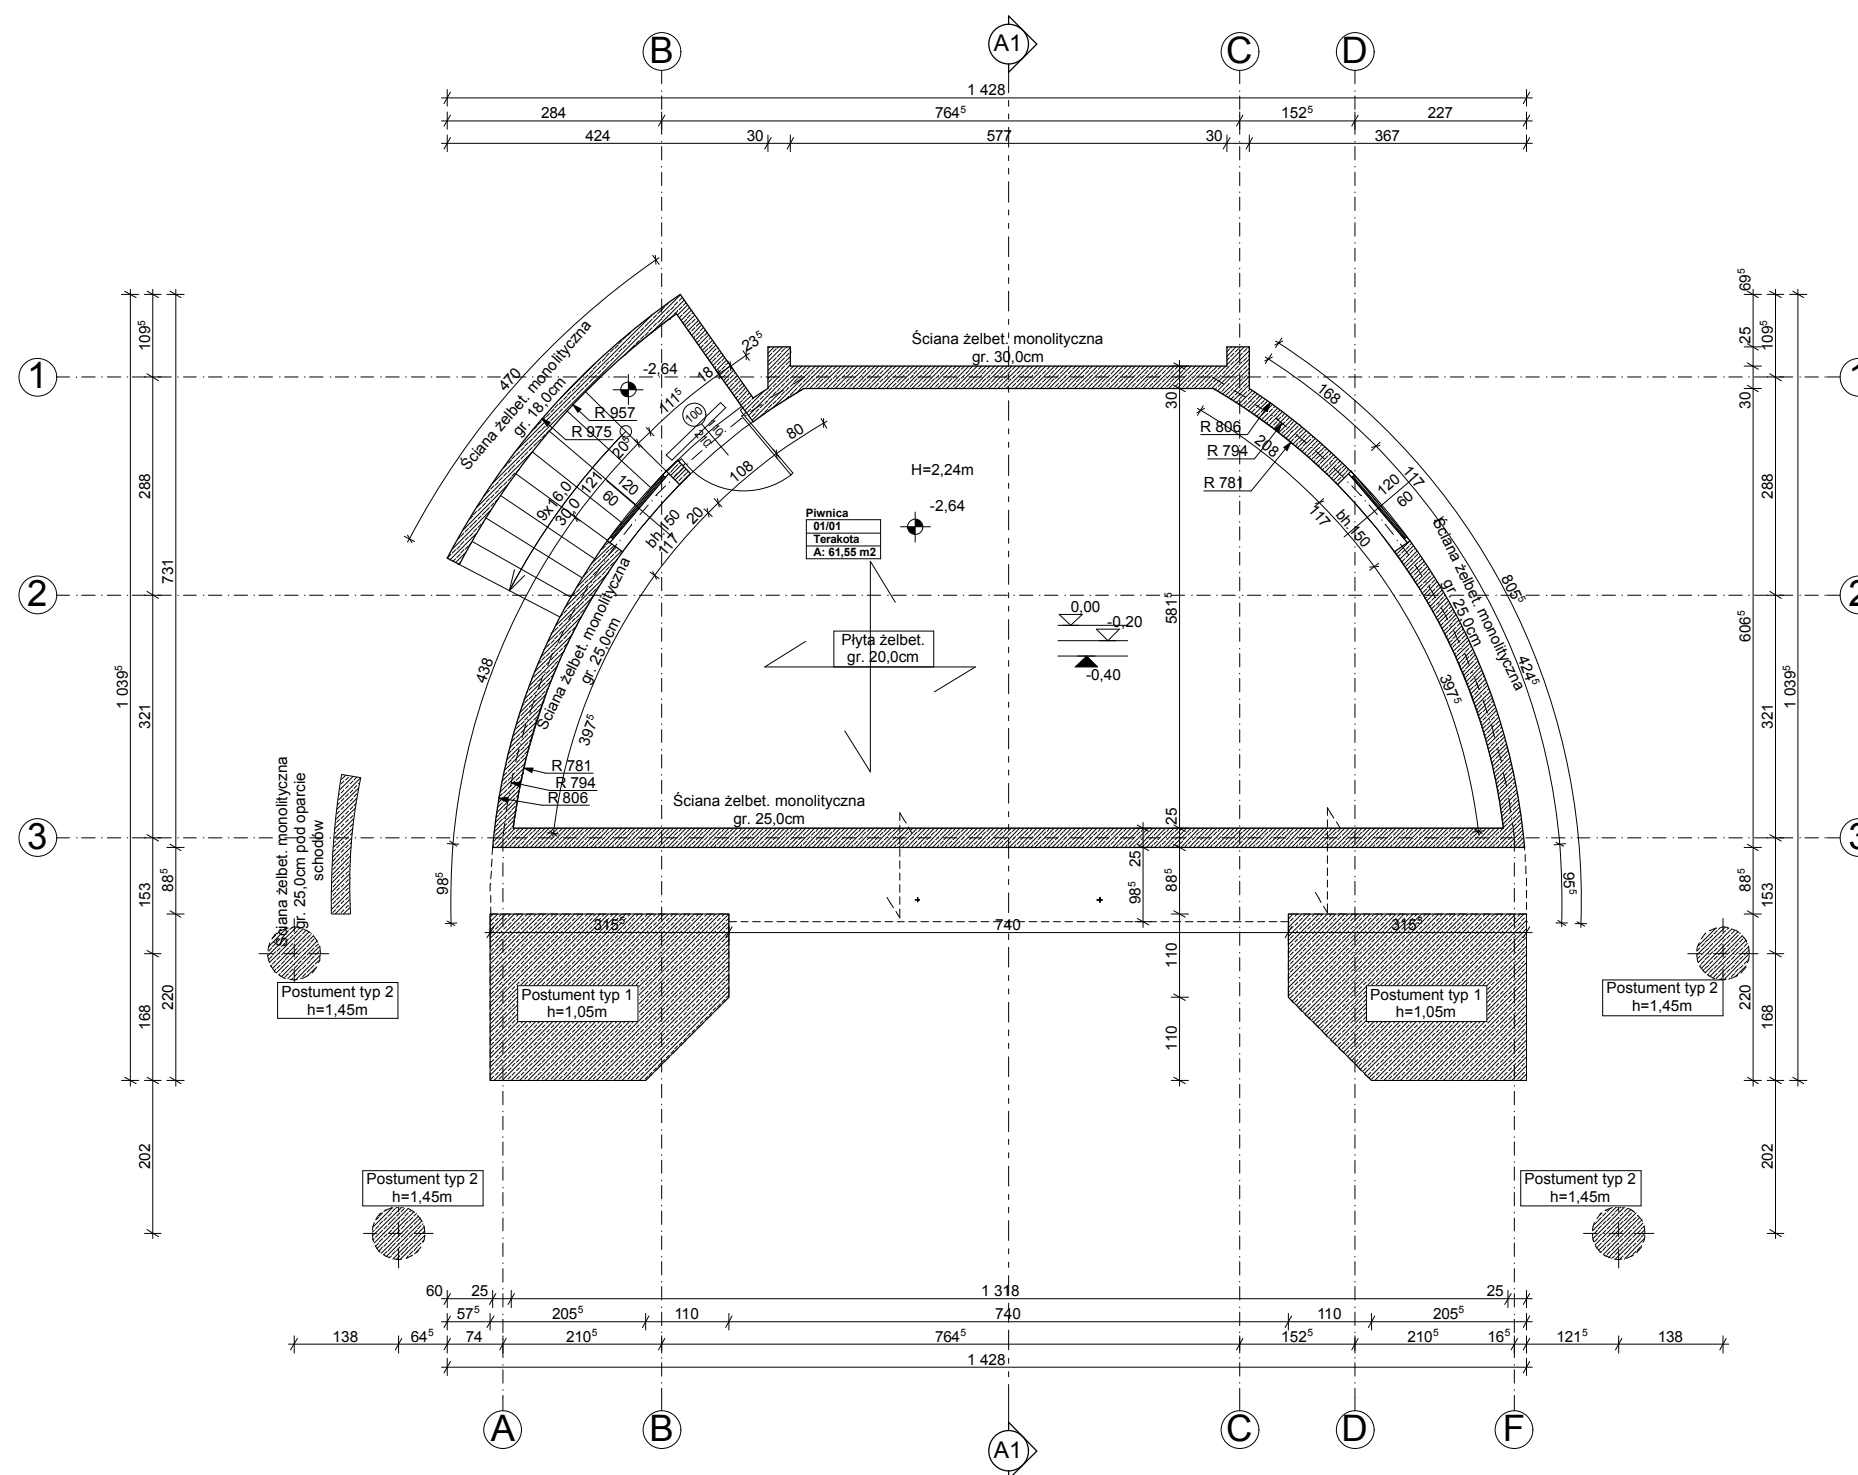 B
A1
C
D
1 428
284
764⁵
152⁵
227
424
30
577
30
367
470
Ściana żelbet. monolityczna
gr. 18,0cm
-2,64
R 957
R 975
18
23⁵
111⁵
20⁵
100
110
210
80
108
20
9x16.0
30.0
121
120
60
bh.150
117
Ściana żelbet. monolityczna
gr. 30,0cm
H=2,24m
-2,64
Piwnica
01/01
Terakota
A: 61,55 m2
30
R 806
R 794
R 781
208
168
117
120
60
bh.150
117
Ściana żelbet. monolityczna
gr. 25,0cm
805⁵
424⁵
397⁵
95⁵
1
2
3
1
2
3
109⁵
288
731
1 039⁵
321
153
88⁵
168
220
202
69⁵
25
109⁵
30
288
606⁵
321
1 039⁵
88⁵
153
220
168
202
438
98⁵
Ściana żelbet. monolityczna
gr. 25,0cm
397⁵
R 781
R 794
R 806
0,00
-0,20
-0,40
581⁵
Płyta żelbet.
gr. 20,0cm
Ściana żelbet. monolityczna
gr. 25,0cm
25
25
98⁵
88⁵
Ściana żelbet. monolityczna
gr. 25,0cm pod oparcie
schodów
315⁵
740
315⁵
110
110
Postument typ 2
h=1,45m
Postument typ 1
h=1,05m
Postument typ 1
h=1,05m
Postument typ 2
h=1,45m
Postument typ 2
h=1,45m
Postument typ 2
h=1,45m
60
25
1 318
25
57⁵
205⁵
110
740
110
205⁵
138
64⁵
74
210⁵
764⁵
152⁵
210⁵
16⁵
121⁵
138
1 428
A
B
A1
C
D
F